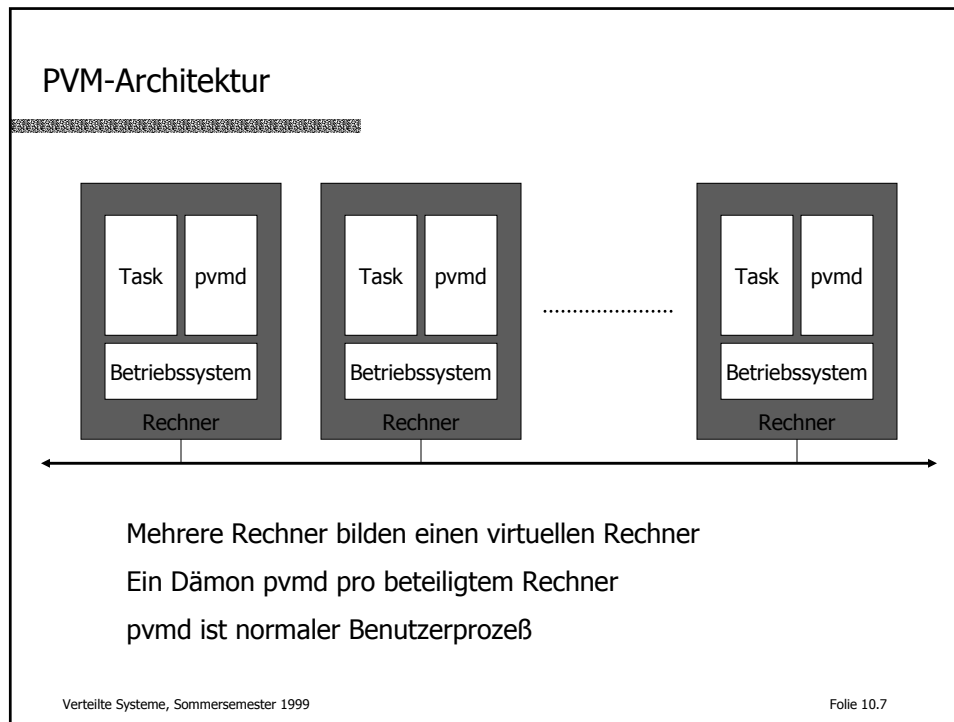 PVM-Architektur
Task pvmd Task pvmd ...................... Task pvmd
Betriebssystem Betriebssystem Betriebssystem
Rechner Rechner Rechner
Mehrere Rechner bilden einen virtuellen Rechner
Ein Dämon pvmd pro beteiligtem Rechner
pvmd ist normaler Benutzerprozeß
Verteilte Systeme, Sommersemester 1999 Folie 10.7